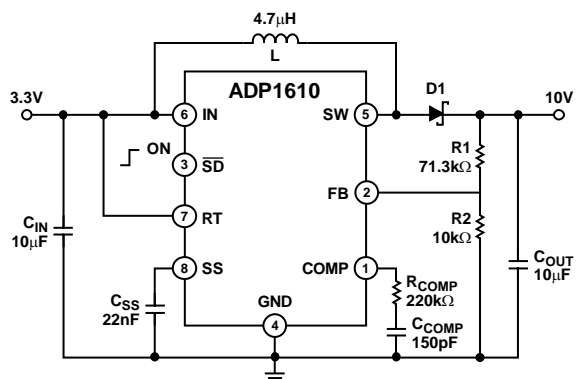 4.7μH
L
ADP1610
3.3V
6
IN
SW
5
D1
10V
ON
3
SD
R1
71.3kΩ
FB
2
7
RT
R2
10kΩ
CIN
10μF
8
SS
COMP
1
COUT
10μF
CSS
22nF
GND
4
RCOMP
220kΩ
CCOMP
150pF